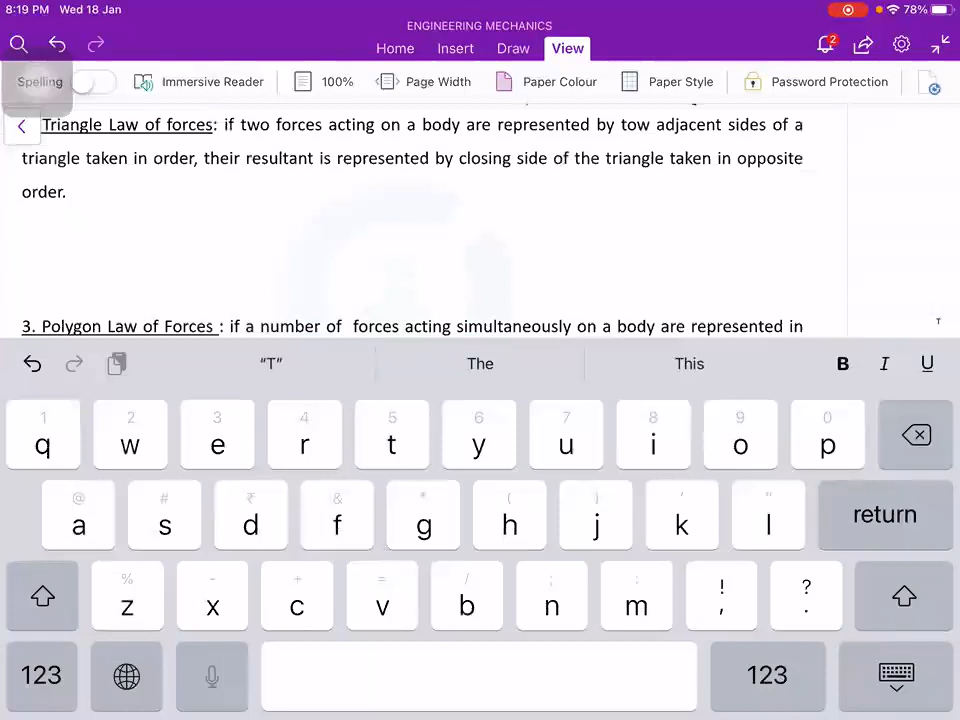 8:19 PM Wed 18 Jan
78%
ENGINEERING MECHANICS
Home Insert Draw View
2
Spelling Immersive Reader 100% Page Width Paper Colour Paper Style Password Protection
Triangle Law of forces: if two forces acting on a body are represented by tow adjacent sides of a
triangle taken in order, their resultant is represented by closing side of the triangle taken in opposite
order.
T
3. Polygon Law of Forces : if a number of forces acting simultaneously on a body are represented in
“T” The This B I U
1 2 3 4 5 6 7 8 9 0
q w e r t y u i o p
@ # ₹ & * ( ) ' "
a s d f g h j k l return
% - + = / ; : ! ?
z x c v b n m , .
123 123